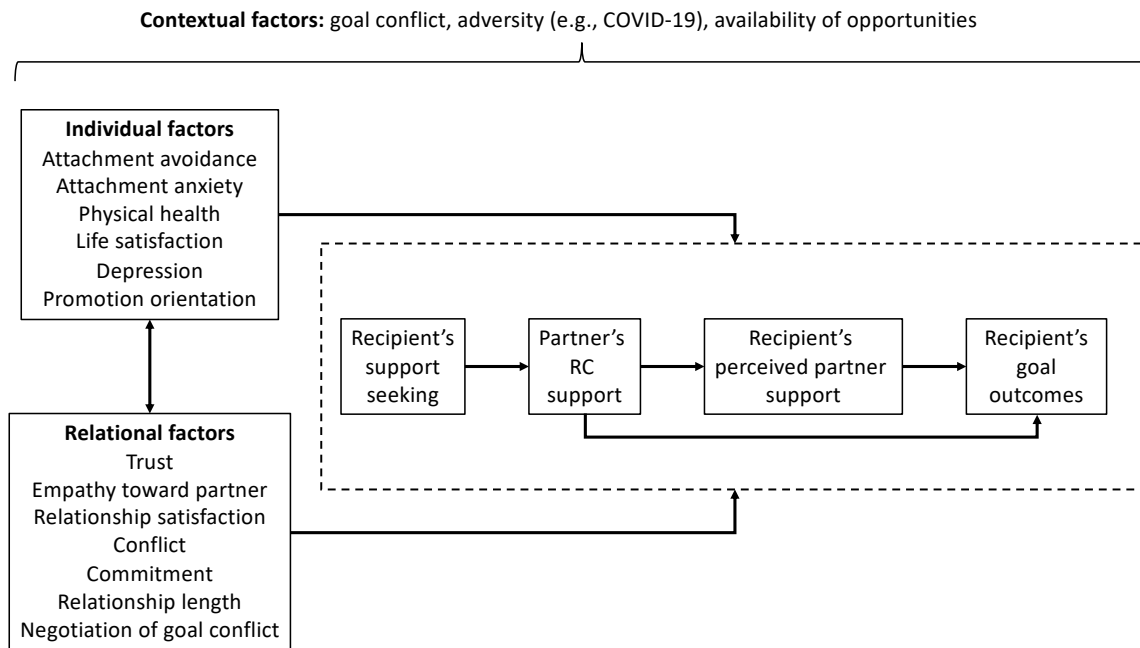 Contextual factors: goal conflict, adversity (e.g., COVID-19), availability of opportunities
Individual factors
Attachment avoidance
Attachment anxiety
Physical health
Life satisfaction
Depression
Promotion orientation
Recipient’s
support
seeking
Partner’s
RC
support
Recipient’s
perceived partner
support
Recipient’s
goal
outcomes
Relational factors
Trust
Empathy toward partner
Relationship satisfaction
Conflict
Commitment
Relationship length
Negotiation of goal conflict